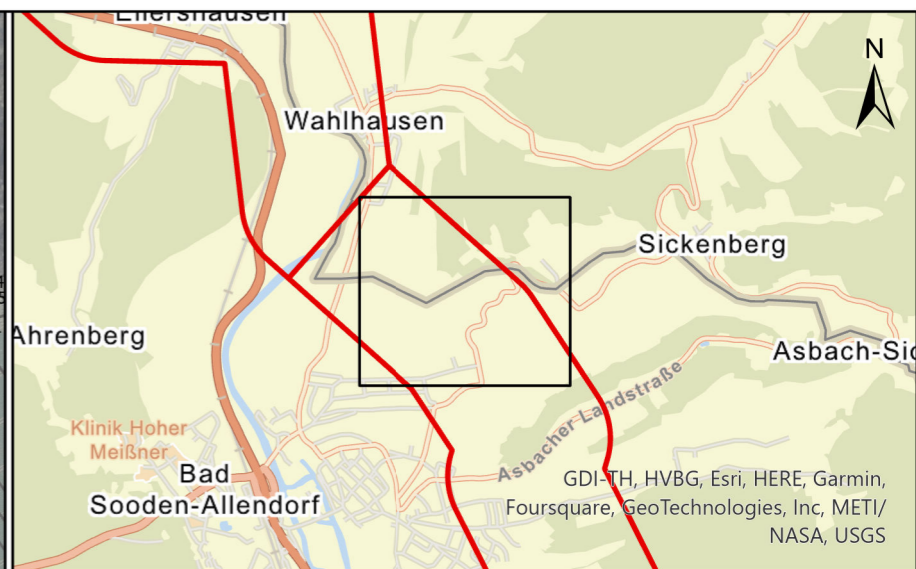 Ellershausen
N
Wahlhausen
Sickenberg
Ahrenberg
Asbach-Sic
Asbacher Landstraße
Klinik Hoher
Meißner
Bad
Sooden-Allendorf
GDI-TH, HVBG, Esri, HERE, Garmin,
Foursquare, GeoTechnologies, Inc, METI/
NASA, USGS